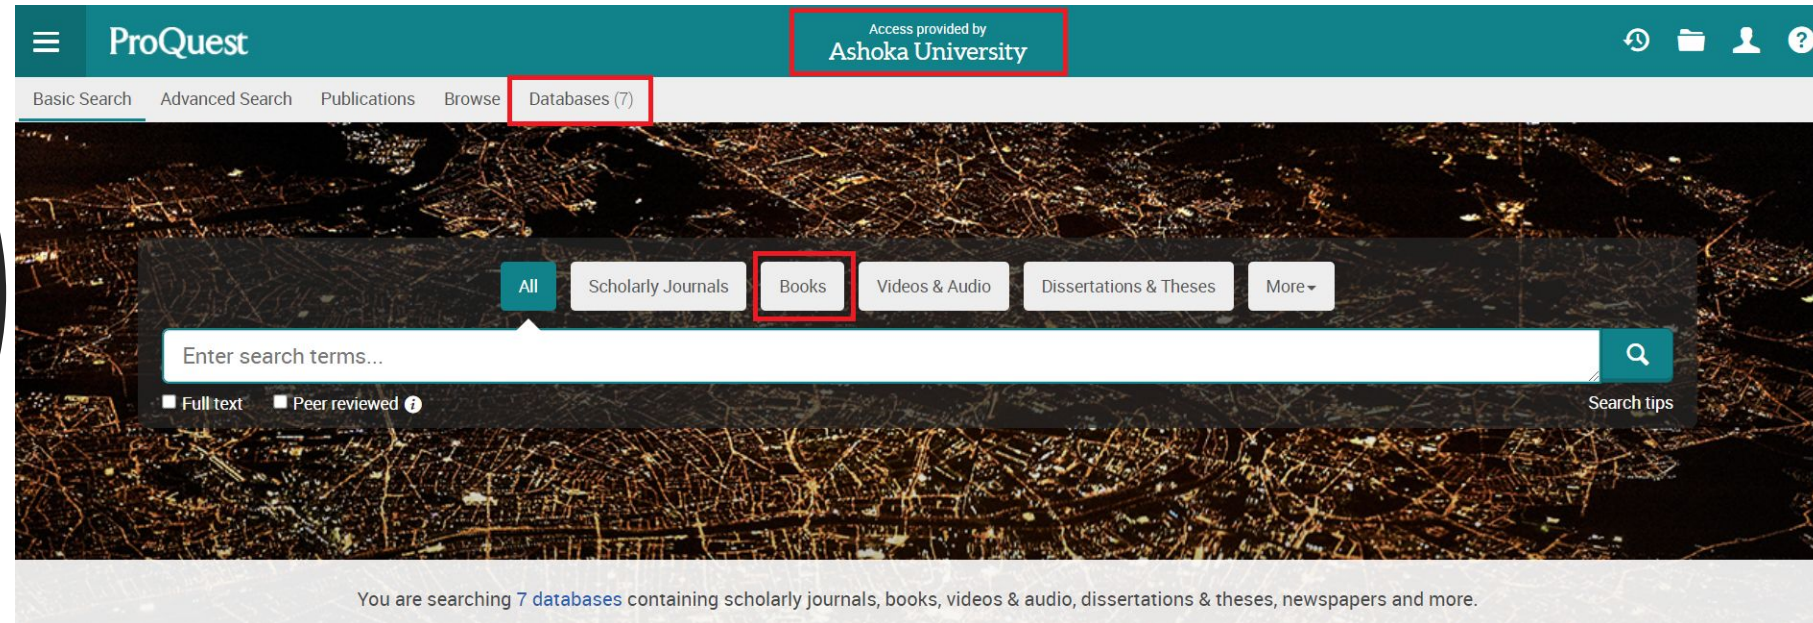 ProQuest
Access provided by
Ashoka University
Basic Search Advanced Search Publications Browse Databases (7)
All Scholarly Journals Books Videos & Audio Dissertations & Theses More
Enter search terms...
Full text Peer reviewed
Search tips
You are searching 7 databases containing scholarly journals, books, videos & audio, dissertations & theses, newspapers and more.